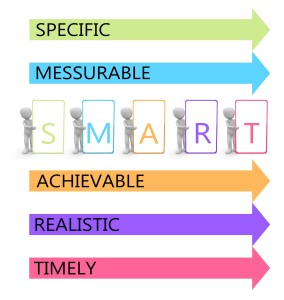 SPECIFIC
MESSURABLE
S M A R T
ACHIEVABLE
REALISTIC
TIMELY